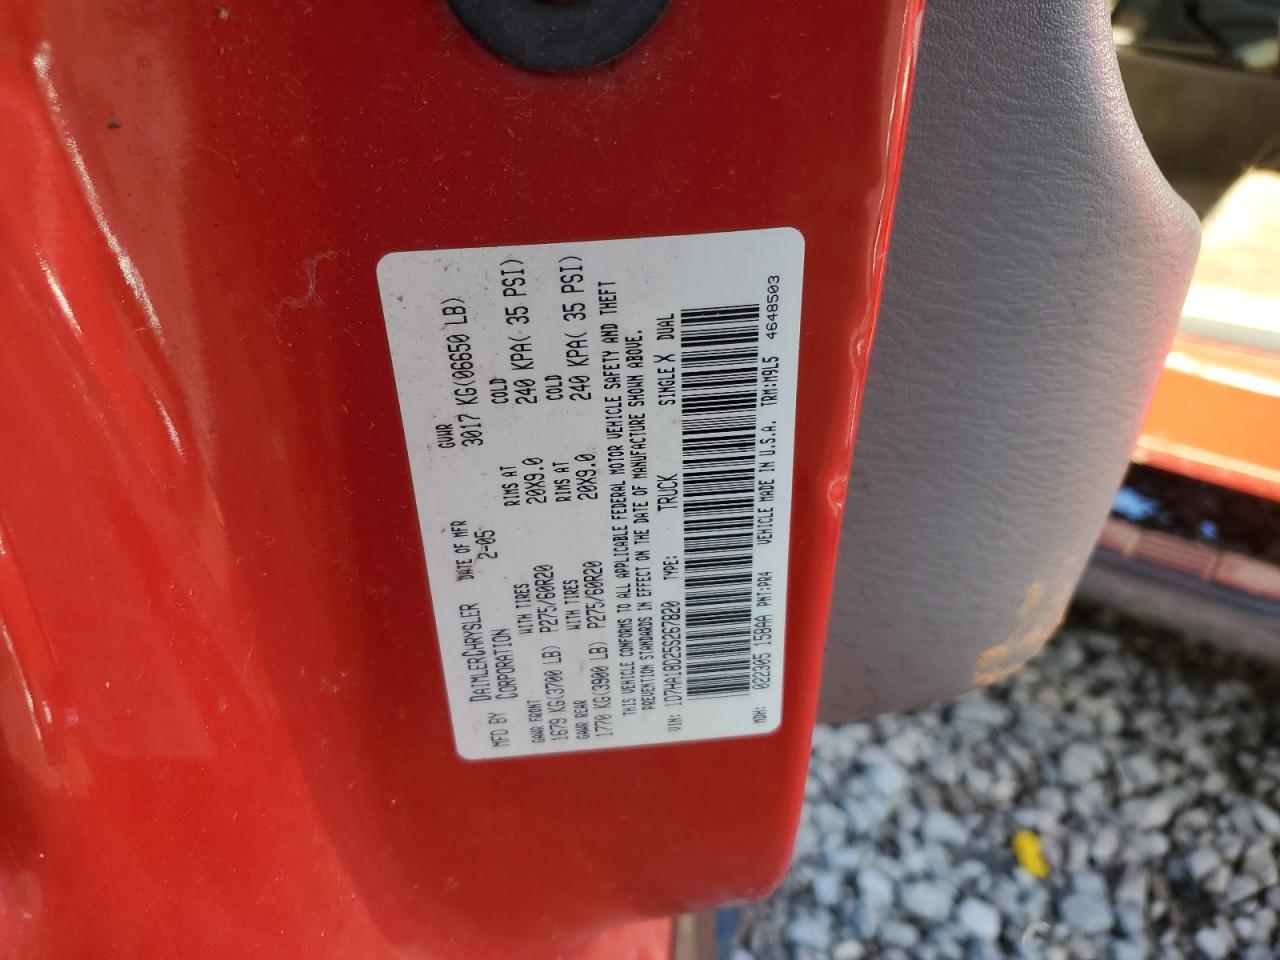 MFD BY DAIMLERCHRYSLER CORPORATION DATE OF MFR 2-05 GVWR 3017 KG(06650 LB)
GAWR FRONT WITH TIRES RIMS AT COLD
1679 KG(3700 LB) P275/60R20 20X9.0 240 KPA( 35 PSI)
GAWR REAR WITH TIRES RIMS AT COLD
1770 KG(3900 LB) P275/60R20 20X9.0 240 KPA( 35 PSI)
THIS VEHICLE CONFORMS TO ALL APPLICABLE FEDERAL MOTOR VEHICLE SAFETY AND THEFT
PREVENTION STANDARDS IN EFFECT ON THE DATE OF MANUFACTURE SHOWN ABOVE.
VIN: 1D7HA18D25S267820 TYPE: TRUCK SINGLE X DUAL
MDH: 022305 158AA PNT:PR4 VEHICLE MADE IN U.S.A. TRM:M9L5 4648503